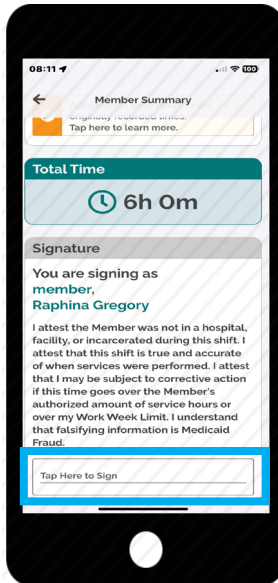 08:11
100
Member Summary
originally recorded times.
Tap here to learn more.
Total Time
6h 0m
Signature
You are signing as
member,
Raphina Gregory
I attest the Member was not in a hospital,
facility, or incarcerated during this shift. I
attest that this shift is true and accurate
of when services were performed. I attest
that I may be subject to corrective action
if this time goes over the Member's
authorized amount of service hours or
over my Work Week Limit. I understand
that falsifying information is Medicaid
Fraud.
Tap Here to Sign